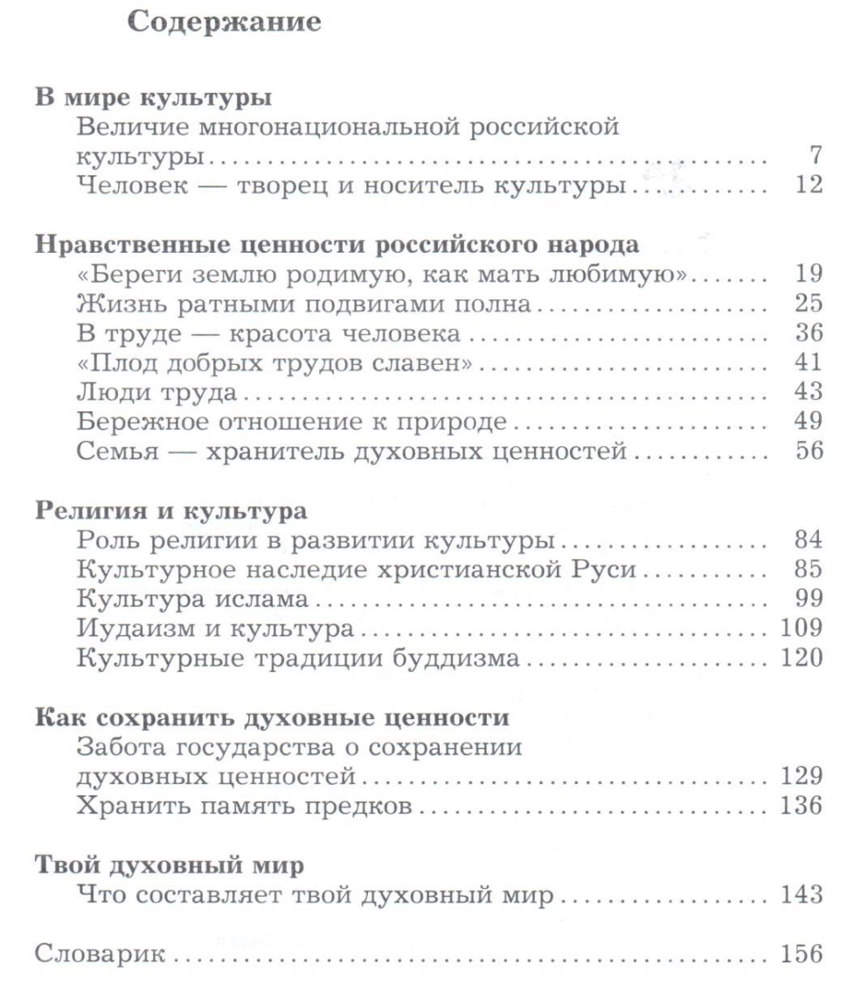 Содержание
В мире культуры
Величие многонациональной российской
культуры........................................................ 7
Человек — творец и носитель культуры............ 12
Нравственные ценности российского народа
«Береги землю родимую, как мать любимую»....... 19
Жизнь ратными подвигами полна.................... 25
В труде — красота человека.......................... 36
«Плод добрых трудов славен»......................... 41
Люди труда............................................... 43
Бережное отношение к природе...................... 49
Семья — хранитель духовных ценностей............ 56
Религия и культура
Роль религии в развитии культуры.................. 84
Культурное наследие христианской Руси........... 85
Культура ислама........................................ 99
Иудаизм и культура.................................... 109
Культурные традиции буддизма..................... 120
Как сохранить духовные ценности
Забота государства о сохранении
духовных ценностей.................................... 129
Хранить память предков.............................. 136
Твой духовный мир
Что составляет твой духовный мир.................. 143
Словарик.................................................. 156